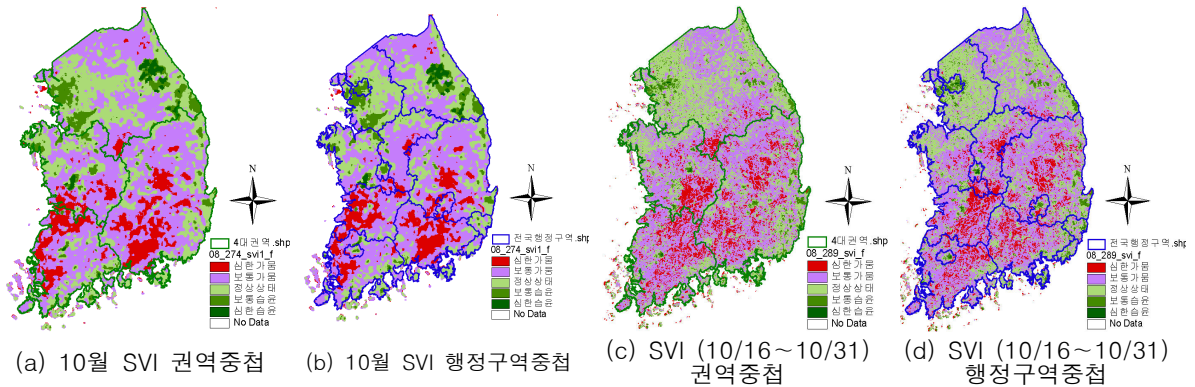 N
4대권역.shp
08_274_svi1_f
심한가뭄
보통가뭄
정상상태
보통습윤
심한습윤
No Data
(a) 10월 SVI 권역중첩
N
전국행정구역.shp
08_274_svi1_f
심한가뭄
보통가뭄
정상상태
보통습윤
심한습윤
No Data
(b) 10월 SVI 행정구역중첩
N
4대권역.shp
08_289_svi_f
심한가뭄
보통가뭄
정상상태
보통습윤
심한습윤
No Data
(c) SVI (10/16~10/31)
권역중첩
N
전국행정구역.shp
08_289_svi_f
심한가뭄
보통가뭄
정상상태
보통습윤
심한습윤
No Data
(d) SVI (10/16~10/31)
행정구역중첩